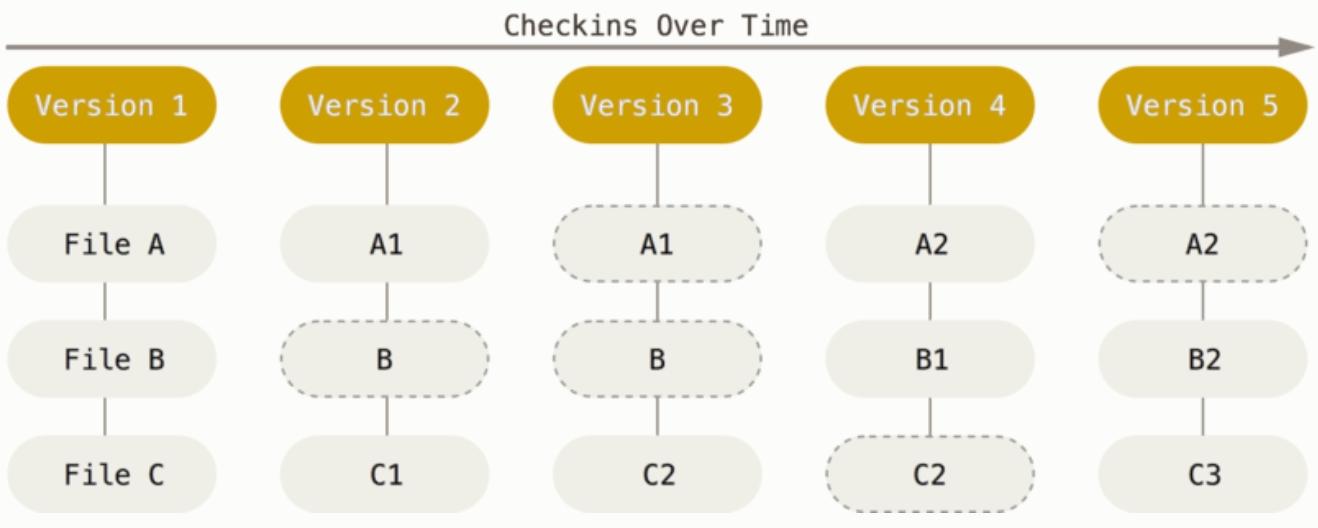 Checkins Over Time
Version 1 Version 2 Version 3 Version 4 Version 5
File A A1 A1 A2 A2
File B B B B1 B2
File C C1 C2 C2 C3